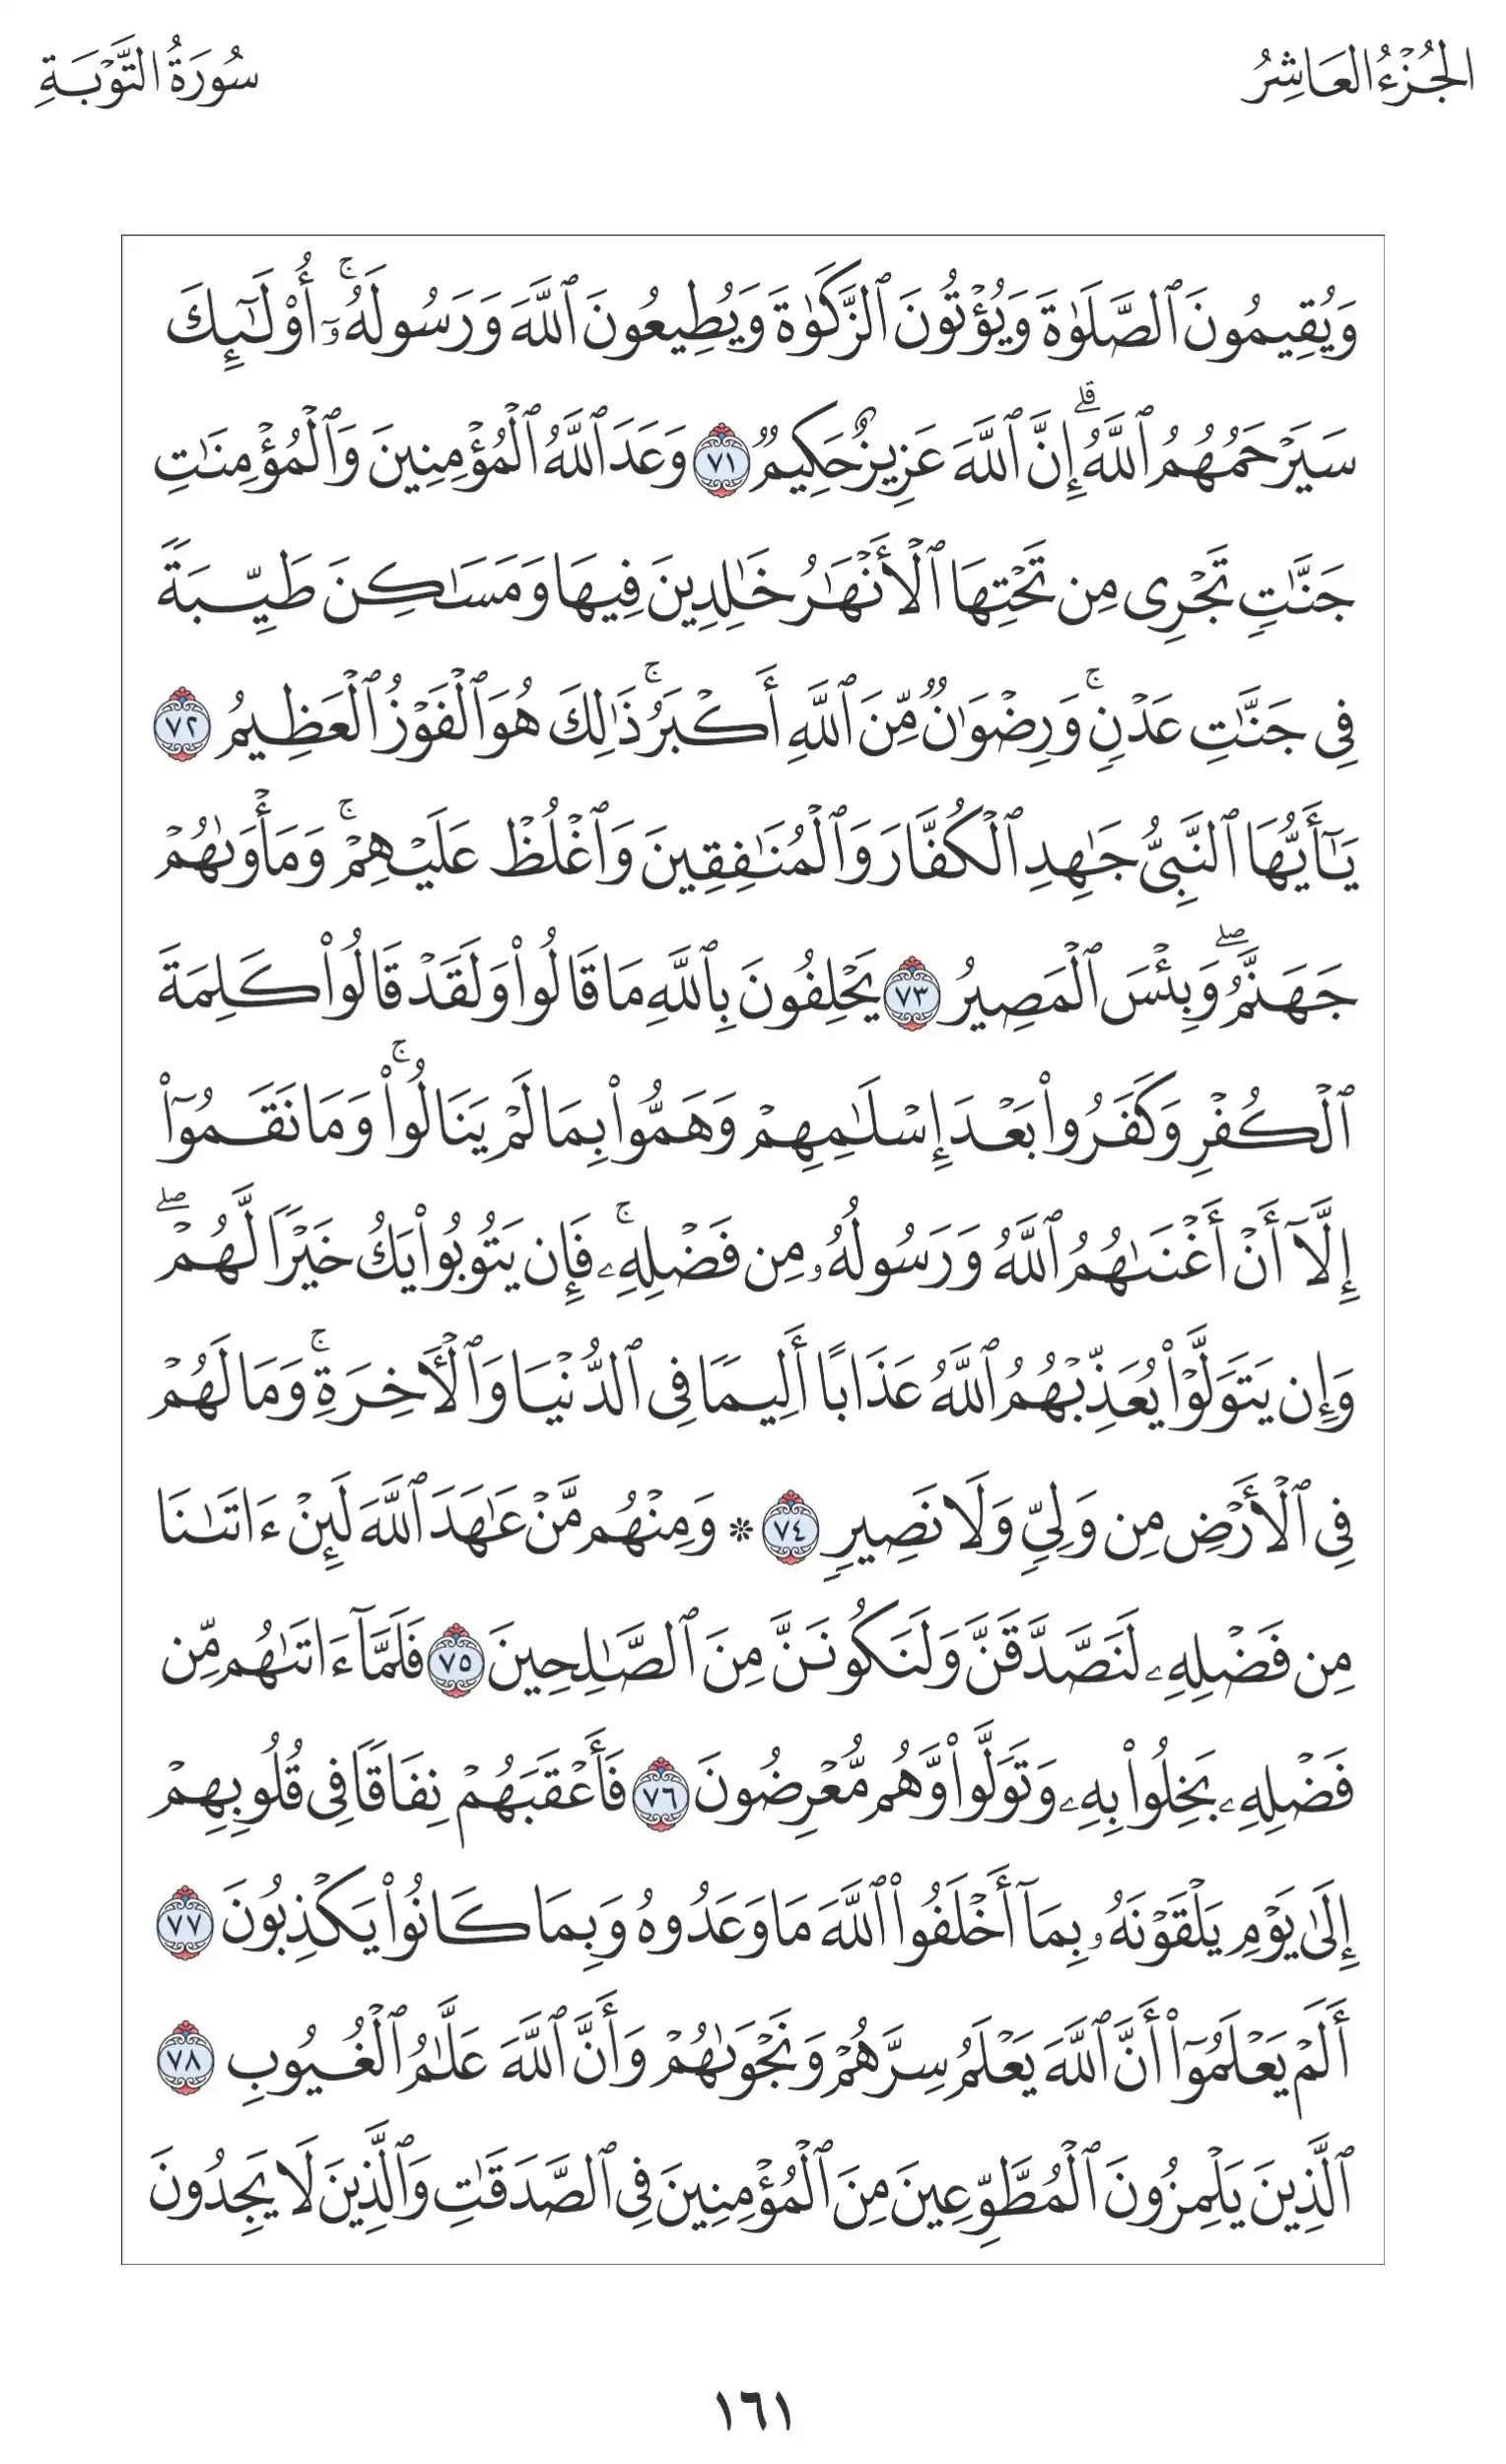 الجُزْءُ العَاشِرُ
سُورَةُ التَّوْبَةِ
وَيُقِيمُونَ ٱلصَّلَوٰةَ وَيُؤْتُونَ ٱلزَّكَوٰةَ وَيُطِيعُونَ ٱللَّهَ وَرَسُولَهُۥٓۚ أُو۟لَـٰٓئِكَ
سَيَرْحَمُهُمُ ٱللَّهُۗ إِنَّ ٱللَّهَ عَزِيزٌ حَكِيمٌ ٧١ وَعَدَ ٱللَّهُ ٱلْمُؤْمِنِينَ وَٱلْمُؤْمِنَـٰتِ
جَنَّـٰتٍ تَجْرِى مِن تَحْتِهَا ٱلْأَنْهَـٰرُ خَـٰلِدِينَ فِيهَا وَمَسَـٰكِنَ طَيِّبَةً
فِى جَنَّـٰتِ عَدْنٍۚ وَرِضْوَٰنٌ مِّنَ ٱللَّهِ أَكْبَرُۚ ذَٰلِكَ هُوَ ٱلْفَوْزُ ٱلْعَظِيمُ ٧٢
يَـٰٓأَيُّهَا ٱلنَّبِىُّ جَـٰهِدِ ٱلْكُفَّارَ وَٱلْمُنَـٰفِقِينَ وَٱغْلُظْ عَلَيْهِمْۚ وَمَأْوَىٰهُمْ
جَهَنَّمُۖ وَبِئْسَ ٱلْمَصِيرُ ٧٣ يَحْلِفُونَ بِٱللَّهِ مَا قَالُوا۟ وَلَقَدْ قَالُوا۟ كَلِمَةَ
ٱلْكُفْرِ وَكَفَرُوا۟ بَعْدَ إِسْلَـٰمِهِمْ وَهَمُّوا۟ بِمَا لَمْ يَنَالُوا۟ۚ وَمَا نَقَمُوٓا۟
إِلَّآ أَنْ أَغْنَىٰهُمُ ٱللَّهُ وَرَسُولُهُۥ مِن فَضْلِهِۦۚ فَإِن يَتُوبُوا۟ يَكُ خَيْرًا لَّهُمْۖ
وَإِن يَتَوَلَّوْا۟ يُعَذِّبْهُمُ ٱللَّهُ عَذَابًا أَلِيمًا فِى ٱلدُّنْيَا وَٱلْـَٔاخِرَةِۚ وَمَا لَهُمْ
فِى ٱلْأَرْضِ مِن وَلِىٍّ وَلَا نَصِيرٍ ٧٤ * وَمِنْهُم مَّنْ عَـٰهَدَ ٱللَّهَ لَئِنْ ءَاتَىٰنَا
مِن فَضْلِهِۦ لَنَصَّدَّقَنَّ وَلَنَكُونَنَّ مِنَ ٱلصَّـٰلِحِينَ ٧٥ فَلَمَّآ ءَاتَىٰهُم مِّن
فَضْلِهِۦ بَخِلُوا۟ بِهِۦ وَتَوَلَّوا۟ وَّهُم مُّعْرِضُونَ ٧٦ فَأَعْقَبَهُمْ نِفَاقًا فِى قُلُوبِهِمْ
إِلَىٰ يَوْمِ يَلْقَوْنَهُۥ بِمَآ أَخْلَفُوا۟ ٱللَّهَ مَا وَعَدُوهُ وَبِمَا كَانُوا۟ يَكْذِبُونَ ٧٧
أَلَمْ يَعْلَمُوٓا۟ أَنَّ ٱللَّهَ يَعْلَمُ سِرَّهُمْ وَنَجْوَىٰهُمْ وَأَنَّ ٱللَّهَ عَلَّـٰمُ ٱلْغُيُوبِ ٧٨
ٱلَّذِينَ يَلْمِزُونَ ٱلْمُطَّوِّعِينَ مِنَ ٱلْمُؤْمِنِينَ فِى ٱلصَّدَقَـٰتِ وَٱلَّذِينَ لَا يَجِدُونَ
١٦١